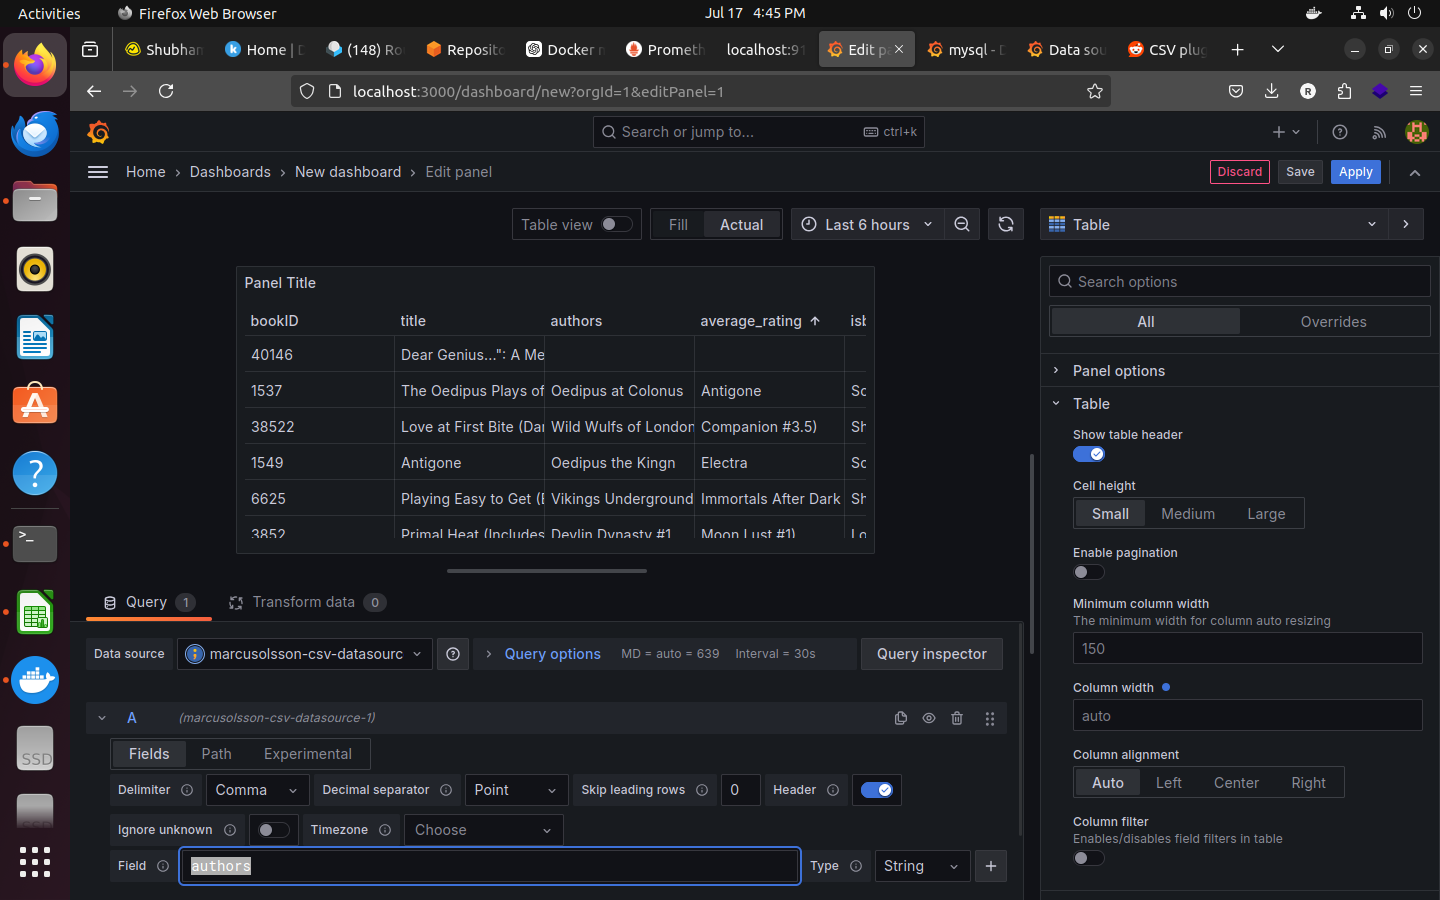 Activities
Firefox Web Browser
Jul 17 4:45 PM
Shubham
Home | D
(148) Ro
Reposito
Docker
Prometh
localhost:91
Edit pa
mysql - D
Data sou
CSV plug
localhost:3000/dashboard/new?orgId=1&editPanel=1
R
Search or jump to...
ctrl+k
Home › Dashboards › New dashboard › Edit panel
Discard
Save
Apply
Table view
Fill
Actual
Last 6 hours
Table
Panel Title
bookID title authors average_rating isb
40146 Dear Genius...": A Me
1537 The Oedipus Plays of Oedipus at Colonus Antigone So
38522 Love at First Bite (Dar Wild Wulfs of London Companion #3.5) Sh
1549 Antigone Oedipus the Kingn Electra So
6625 Playing Easy to Get (B Vikings Underground Immortals After Dark Sh
3852 Primal Heat (Includes Devlin Dynasty #1 Moon Lust #1) Lo
Query 1
Transform data 0
Data source
marcusolsson-csv-datasourc
Query options
MD = auto = 639
Interval = 30s
Query inspector
A
(marcusolsson-csv-datasource-1)
Fields
Path
Experimental
Delimiter
Comma
Decimal separator
Point
Skip leading rows
0
Header
Ignore unknown
Timezone
Choose
Field
authors
Type
String
Search options
All
Overrides
Panel options
Table
Show table header
Cell height
Small
Medium
Large
Enable pagination
Minimum column width
The minimum width for column auto resizing
150
Column width
auto
Column alignment
Auto
Left
Center
Right
Column filter
Enables/disables field filters in table
SSD
SSD